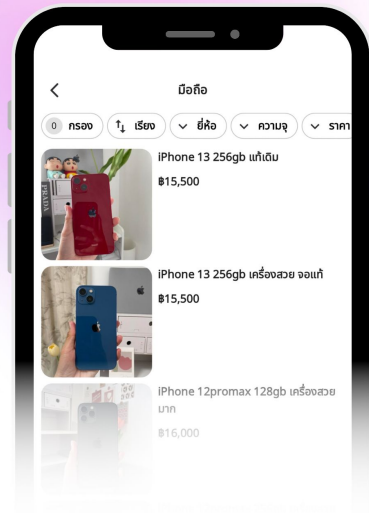 มือถือ
0 กรอง เรียง ยี่ห้อ ความจุ ราคา
iPhone 13 256gb แท้เดิม
฿15,500
PRADA
iPhone 13 256gb เครื่องสวย จอแท้
฿15,500
iPhone 12promax 128gb เครื่องสวย
มาก
฿16,000